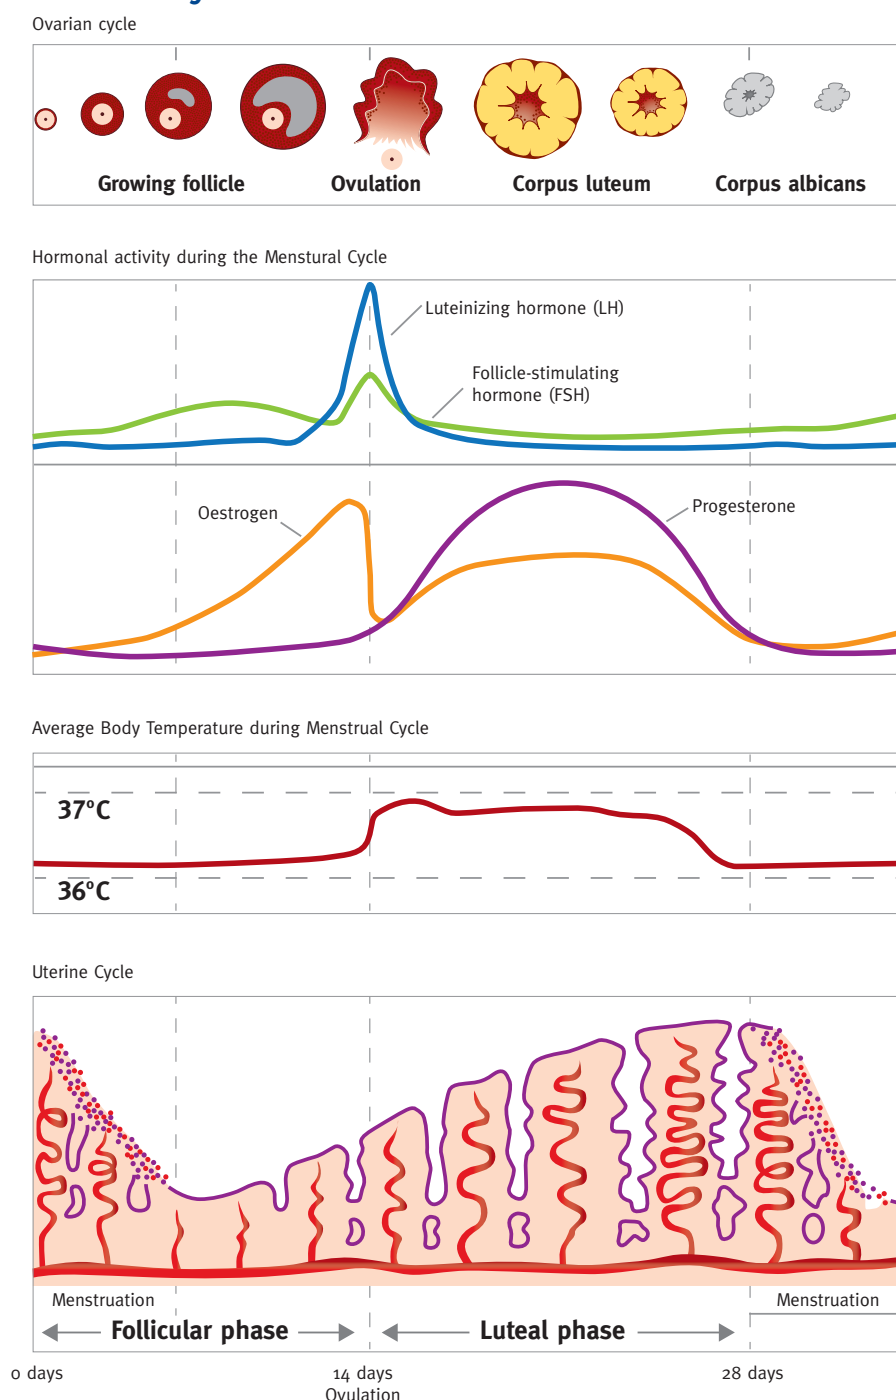 Ovarian cycle
Growing follicle
Ovulation
Corpus luteum
Corpus albicans
Hormonal activity during the Menstural Cycle
Luteinizing hormone (LH)
Follicle-stimulating
hormone (FSH)
Oestrogen
Progesterone
Average Body Temperature during Menstrual Cycle
37°C
36°C
Uterine Cycle
Menstruation
Menstruation
Follicular phase
Luteal phase
0 days
14 days
28 days
Ovulation